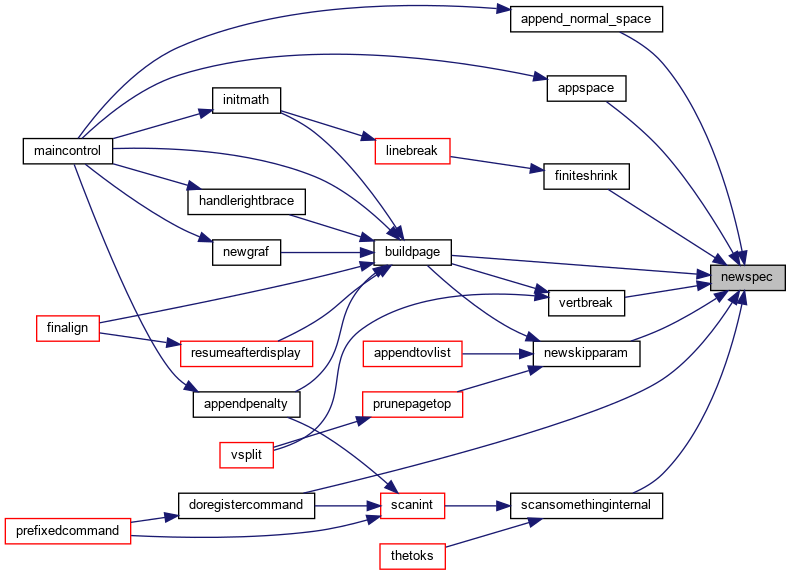 append_normal_space
appspace
initmath
maincontrol
linebreak
finiteshrink
handlerightbrace
newgraf
buildpage
newspec
vertbreak
finalign
resumeafterdisplay
appendtovlist
newskipparam
appendpenalty
prunepagetop
vsplit
doregistercommand
scanint
scansomethinginternal
prefixedcommand
thetoks